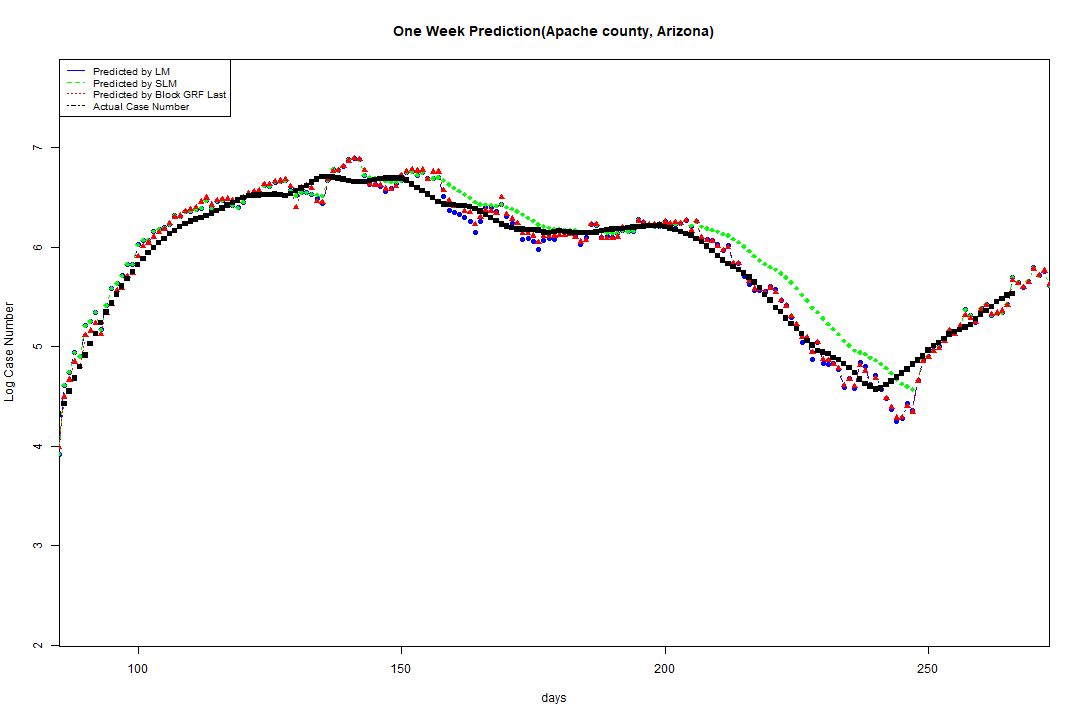 One Week Prediction(Apache county, Arizona)
Predicted by LM
Predicted by SLM
Predicted by Block GRF Last
Actual Case Number
7
6
5
4
3
2
Log Case Number
100 150 200 250
days